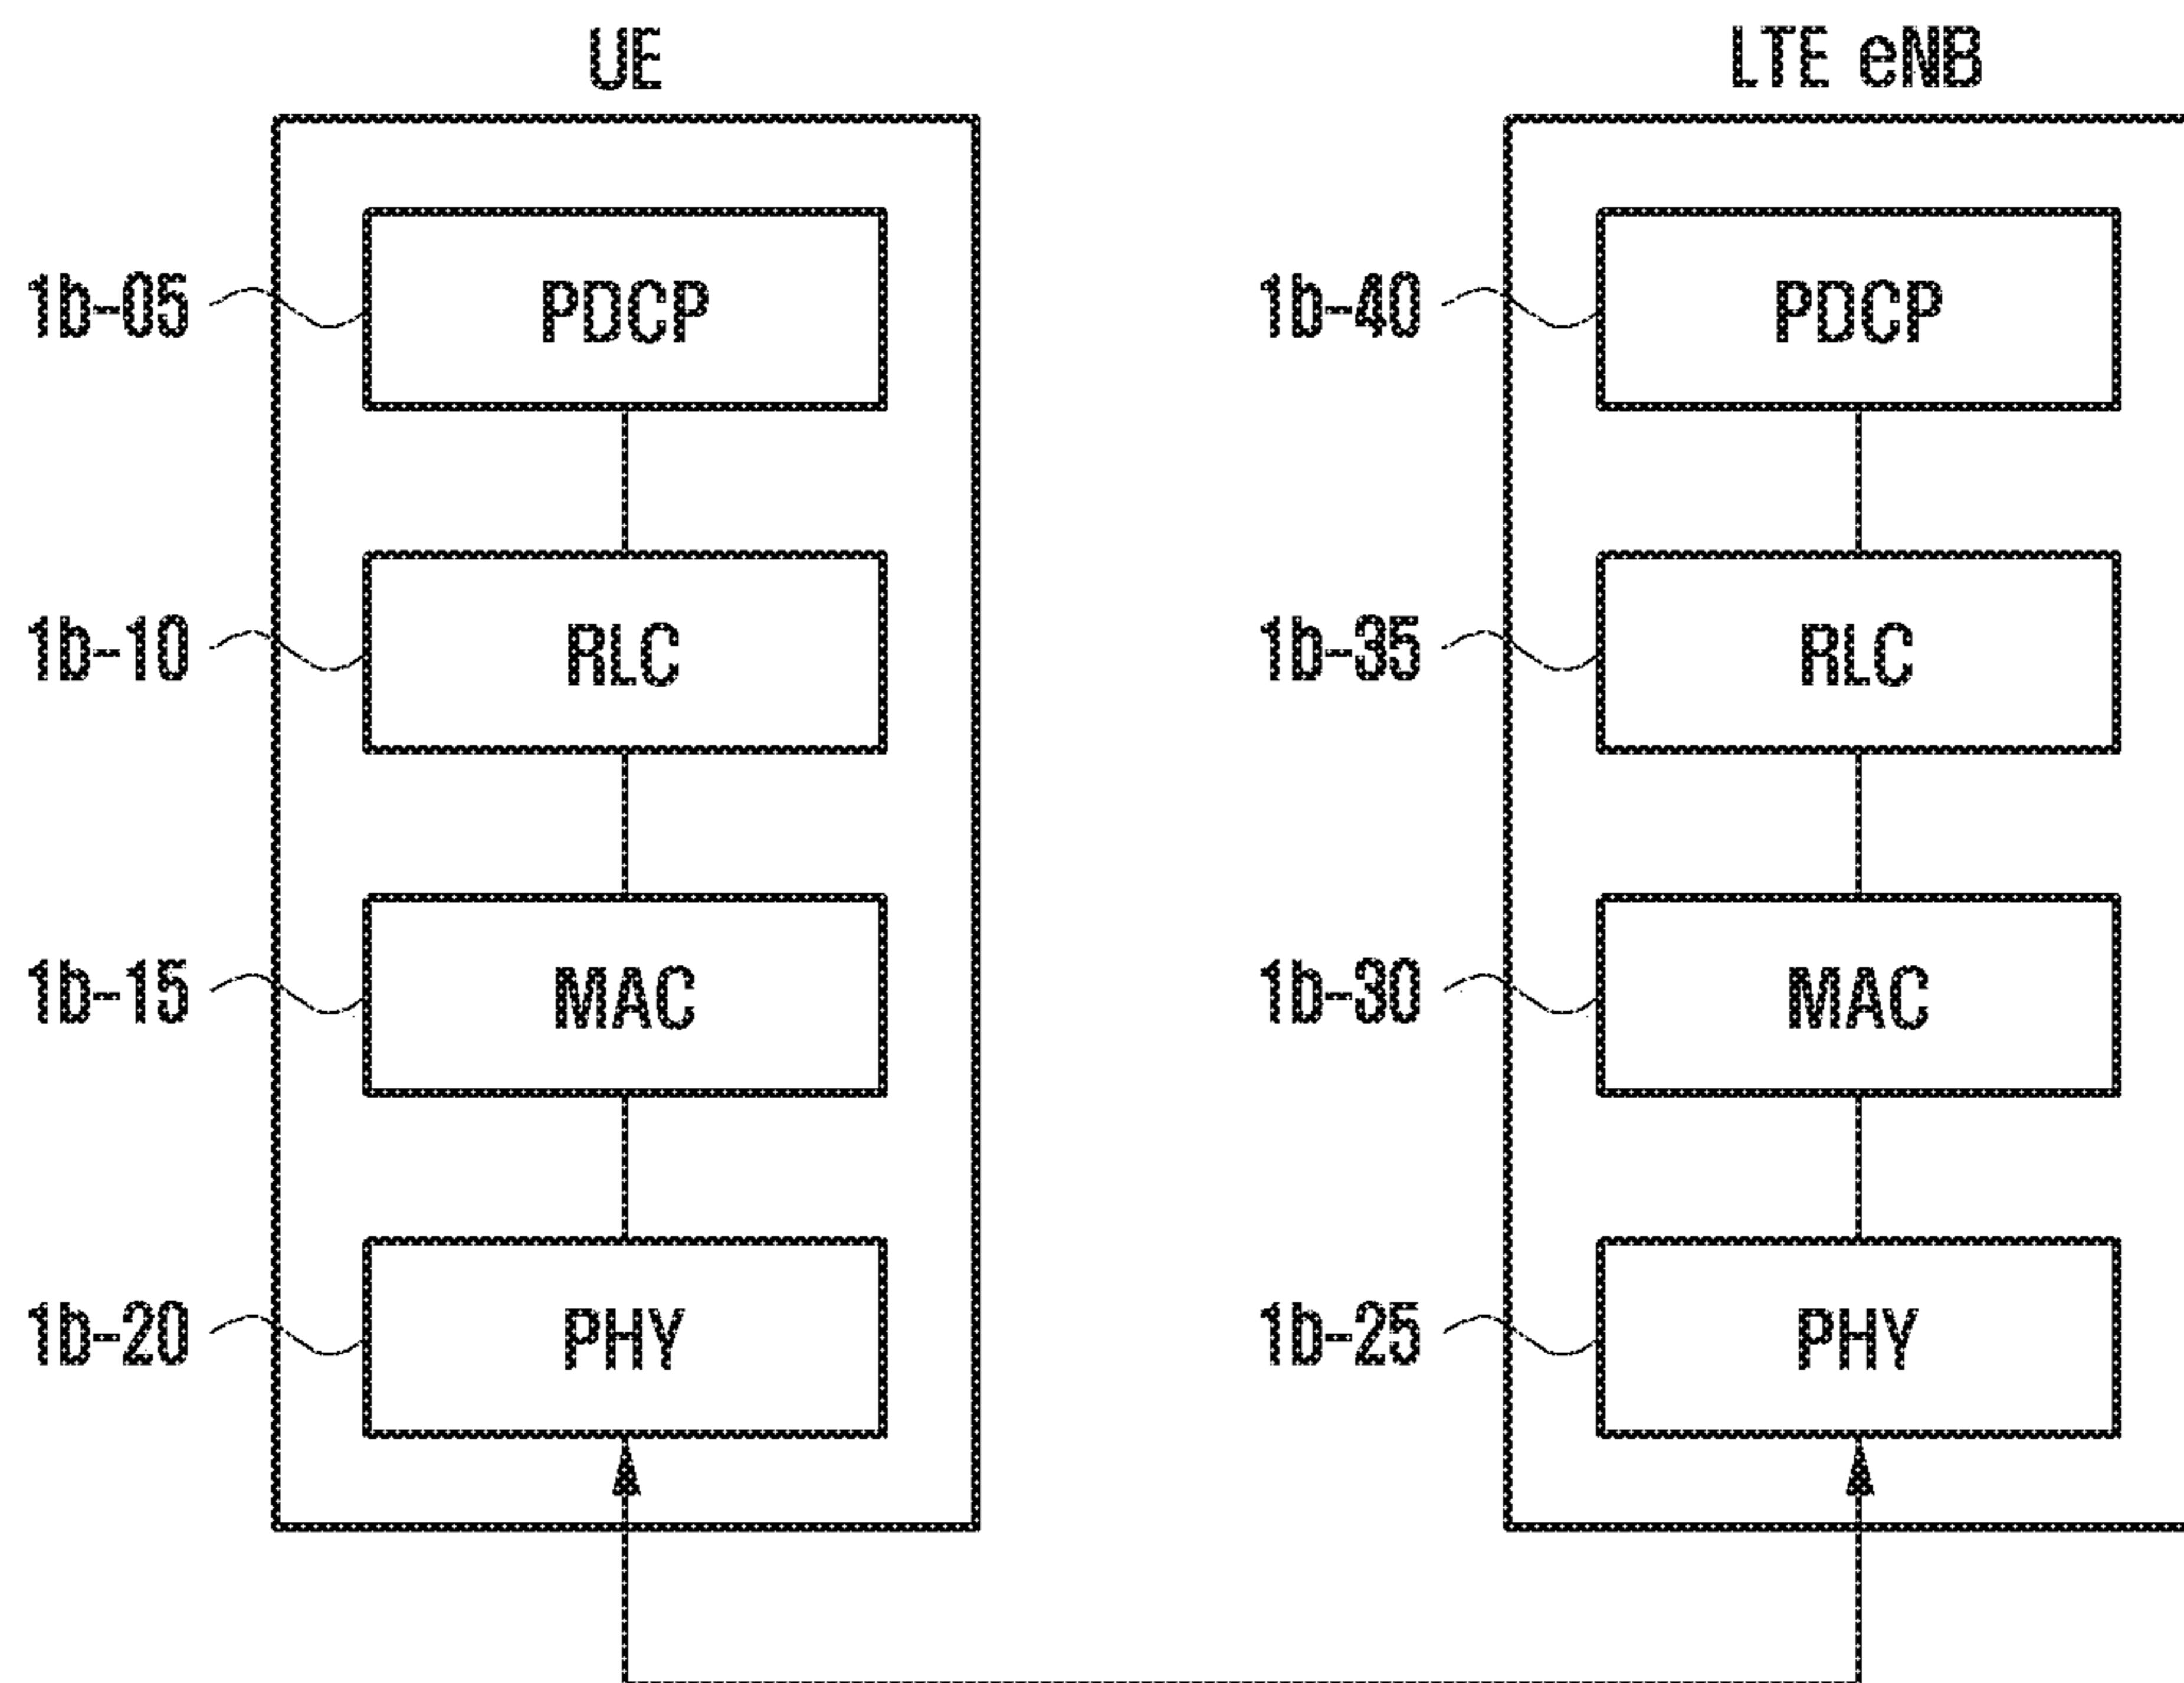 UE
LTE eNB
1b-05
PDCP
1b-40
PDCP
1b-10
RLC
1b-35
RLC
1b-15
MAC
1b-30
MAC
1b-20
PHY
1b-25
PHY